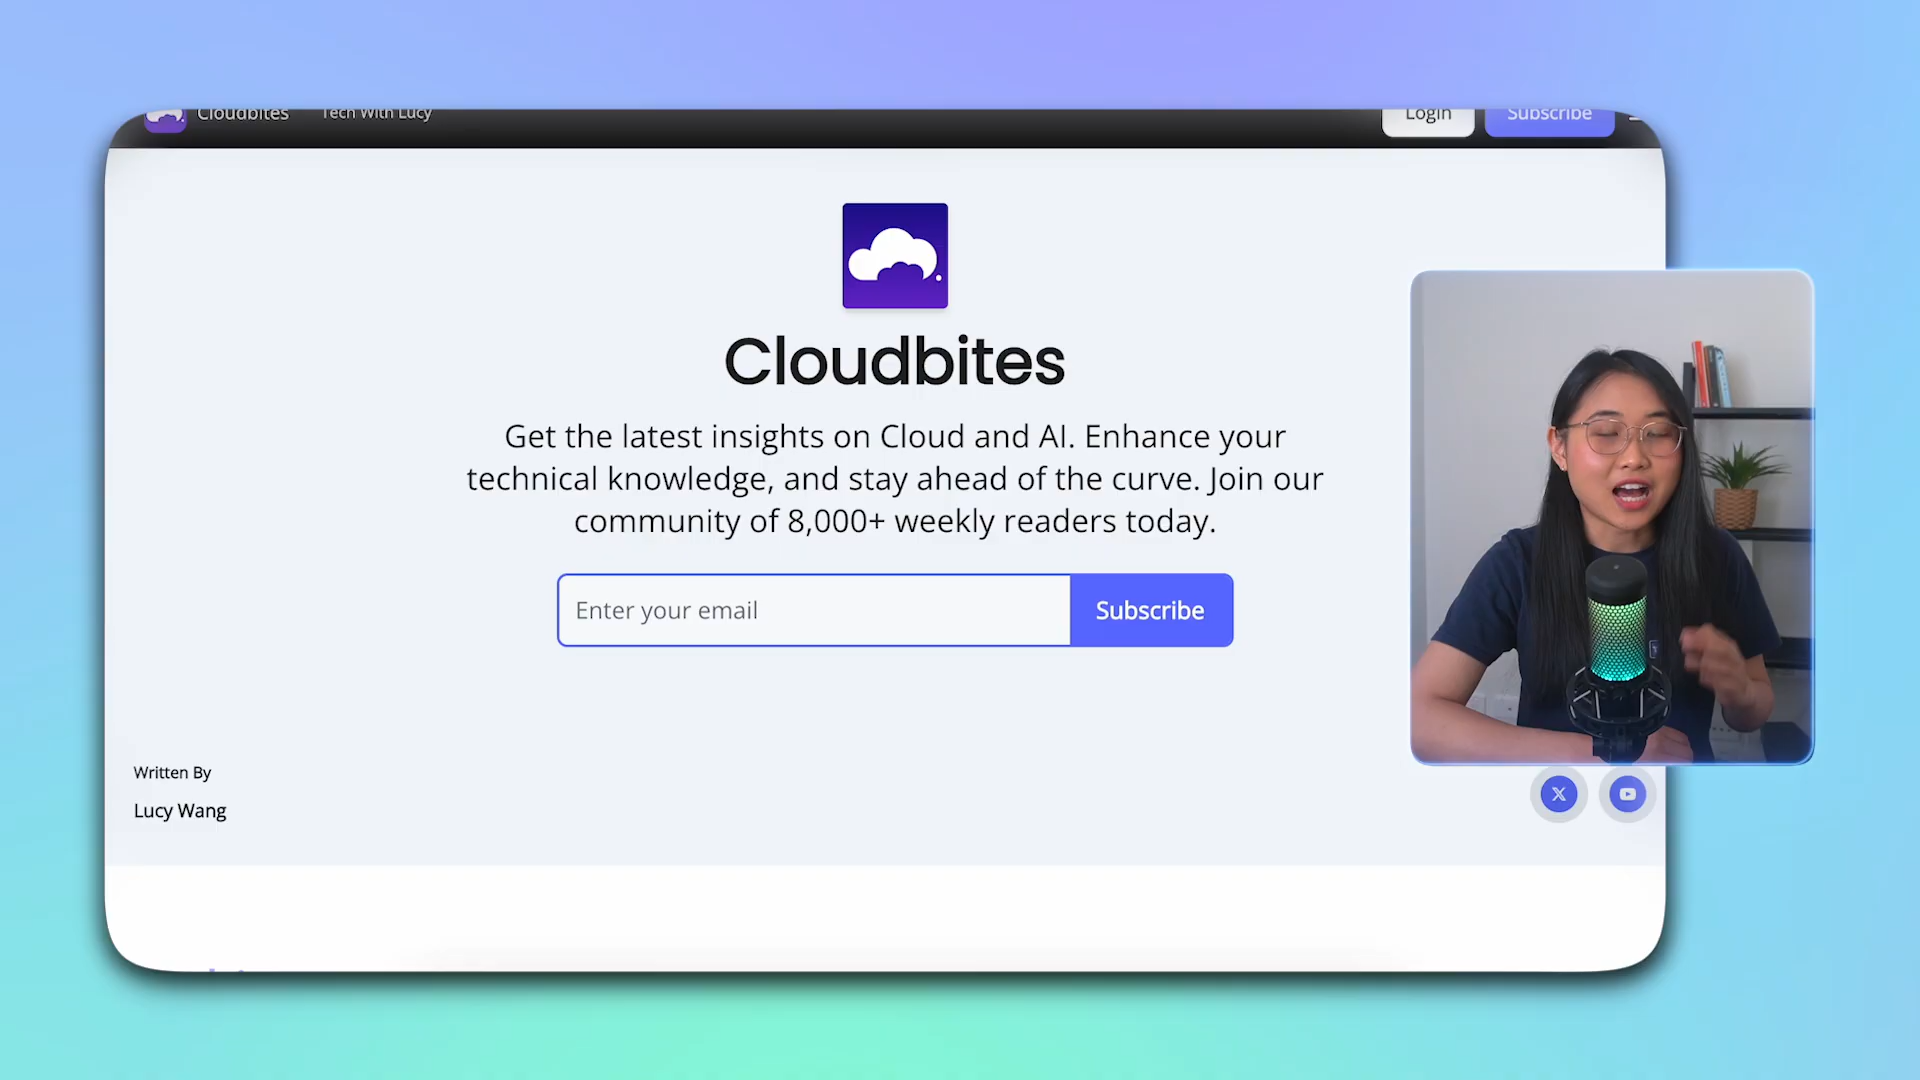 Cloudbites
Tech With Lucy
Login
Subscribe
Cloudbites
Get the latest insights on Cloud and AI. Enhance your
technical knowledge, and stay ahead of the curve. Join our
community of 8,000+ weekly readers today.
Enter your email
Subscribe
Written By
Lucy Wang